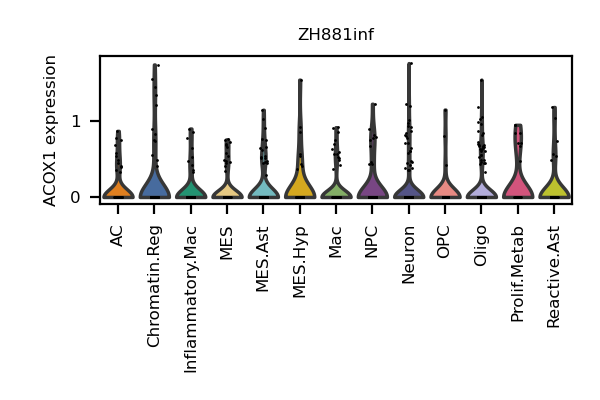 ZH881inf
ACOX1 expression
1
0
AC
Chromatin.Reg
Inflammatory.Mac
MES
MES.Ast
MES.Hyp
Mac
NPC
Neuron
OPC
Oligo
Prolif.Metab
Reactive.Ast